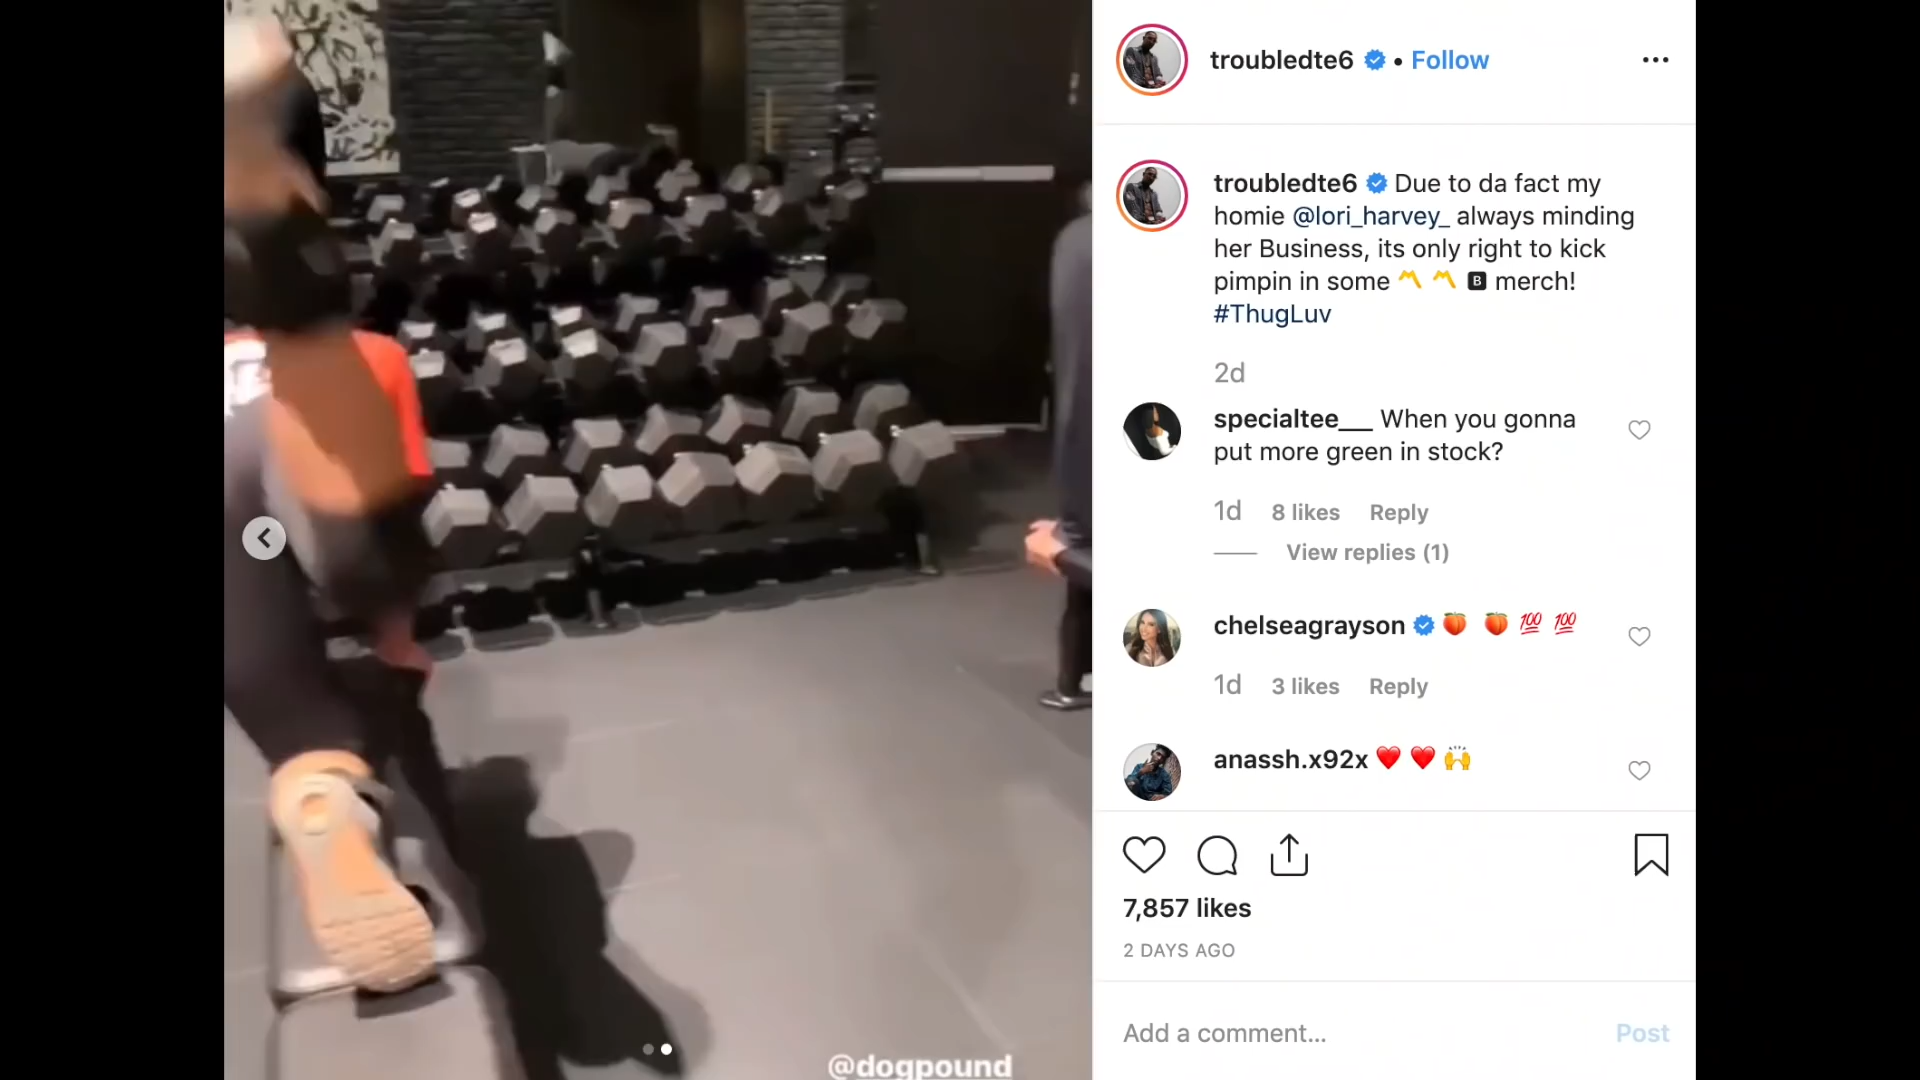 troubledte6 • Follow
troubledte6 Due to da fact my
homie @lori_harvey_ always minding
her Business, its only right to kick
pimpin in some 〽️ 〽️ 🅱 merch!
#ThugLuv
2d
specialtee___ When you gonna
put more green in stock?
1d 8 likes Reply
View replies (1)
chelseagrayson 🍑 🍑 💯 💯
1d 3 likes Reply
anassh.x92x ❤️ ❤️ 🙌
7,857 likes
2 DAYS AGO
Add a comment... Post
@dogpound